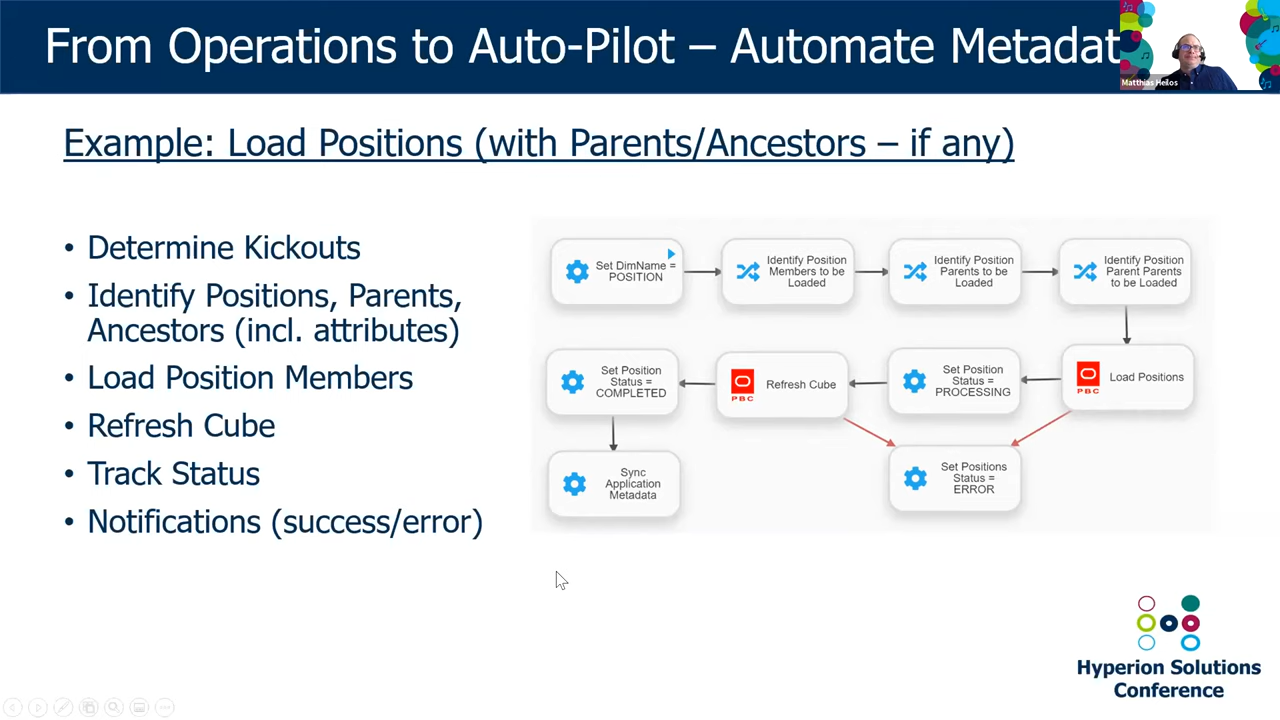 From Operations to Auto-Pilot – Automate Metadat
Matthias Heilos
Example: Load Positions (with Parents/Ancestors – if any)
• Determine Kickouts
• Identify Positions, Parents,
Ancestors (incl. attributes)
• Load Position Members
• Refresh Cube
• Track Status
• Notifications (success/error)
Set DimName =
POSITION
Identify Position
Members to be
Loaded
Identify Position
Parents to be
Loaded
Identify Position
Parent Parents
to be Loaded
Set Position
Status =
COMPLETED
PBC
Refresh Cube
Set Position
Status =
PROCESSING
PBC
Load Positions
Sync
Application
Metadata
Set Positions
Status =
ERROR
Hyperion Solutions
Conference